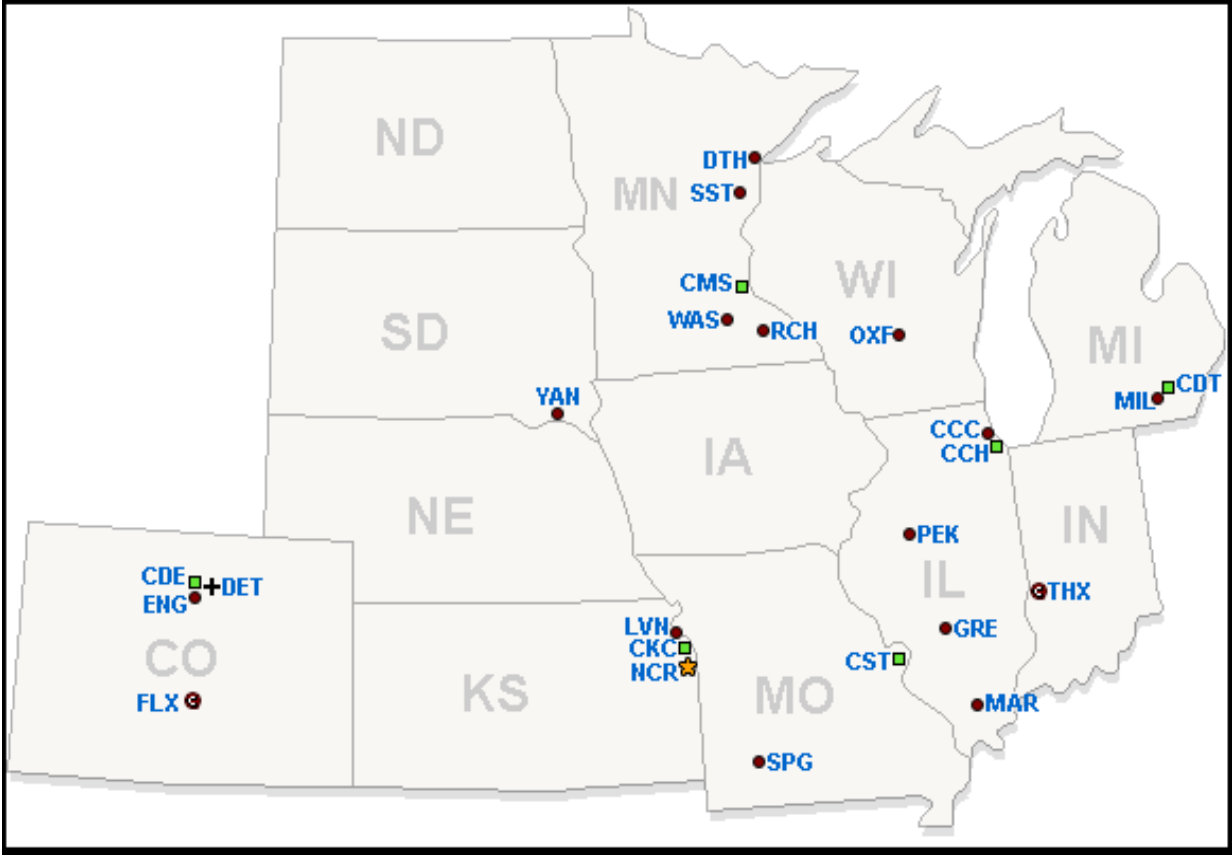 ND
DTH
MN
SST
WI
CMS
WAS
RCH
OXF
SD
MI
CDT
MIL
YAN
CCC
CCH
IA
NE
PEK
IN
CDE
DET
ENG
IL
THX
LVN
GRE
CKC
CO
CST
NCR
KS
MO
FLX
MAR
SPG